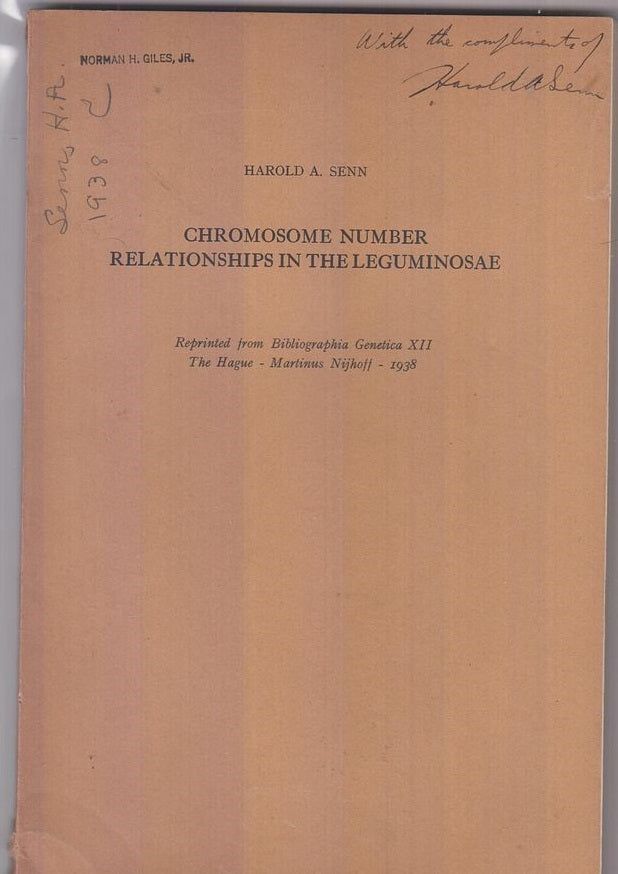 With the compliments of
Harold A Senn
NORMAN H. GILES, JR.
Senn, H.A.
1938 C
HAROLD A. SENN
CHROMOSOME NUMBER
RELATIONSHIPS IN THE LEGUMINOSAE
Reprinted from Bibliographia Genetica XII
The Hague - Martinus Nijhoff - 1938